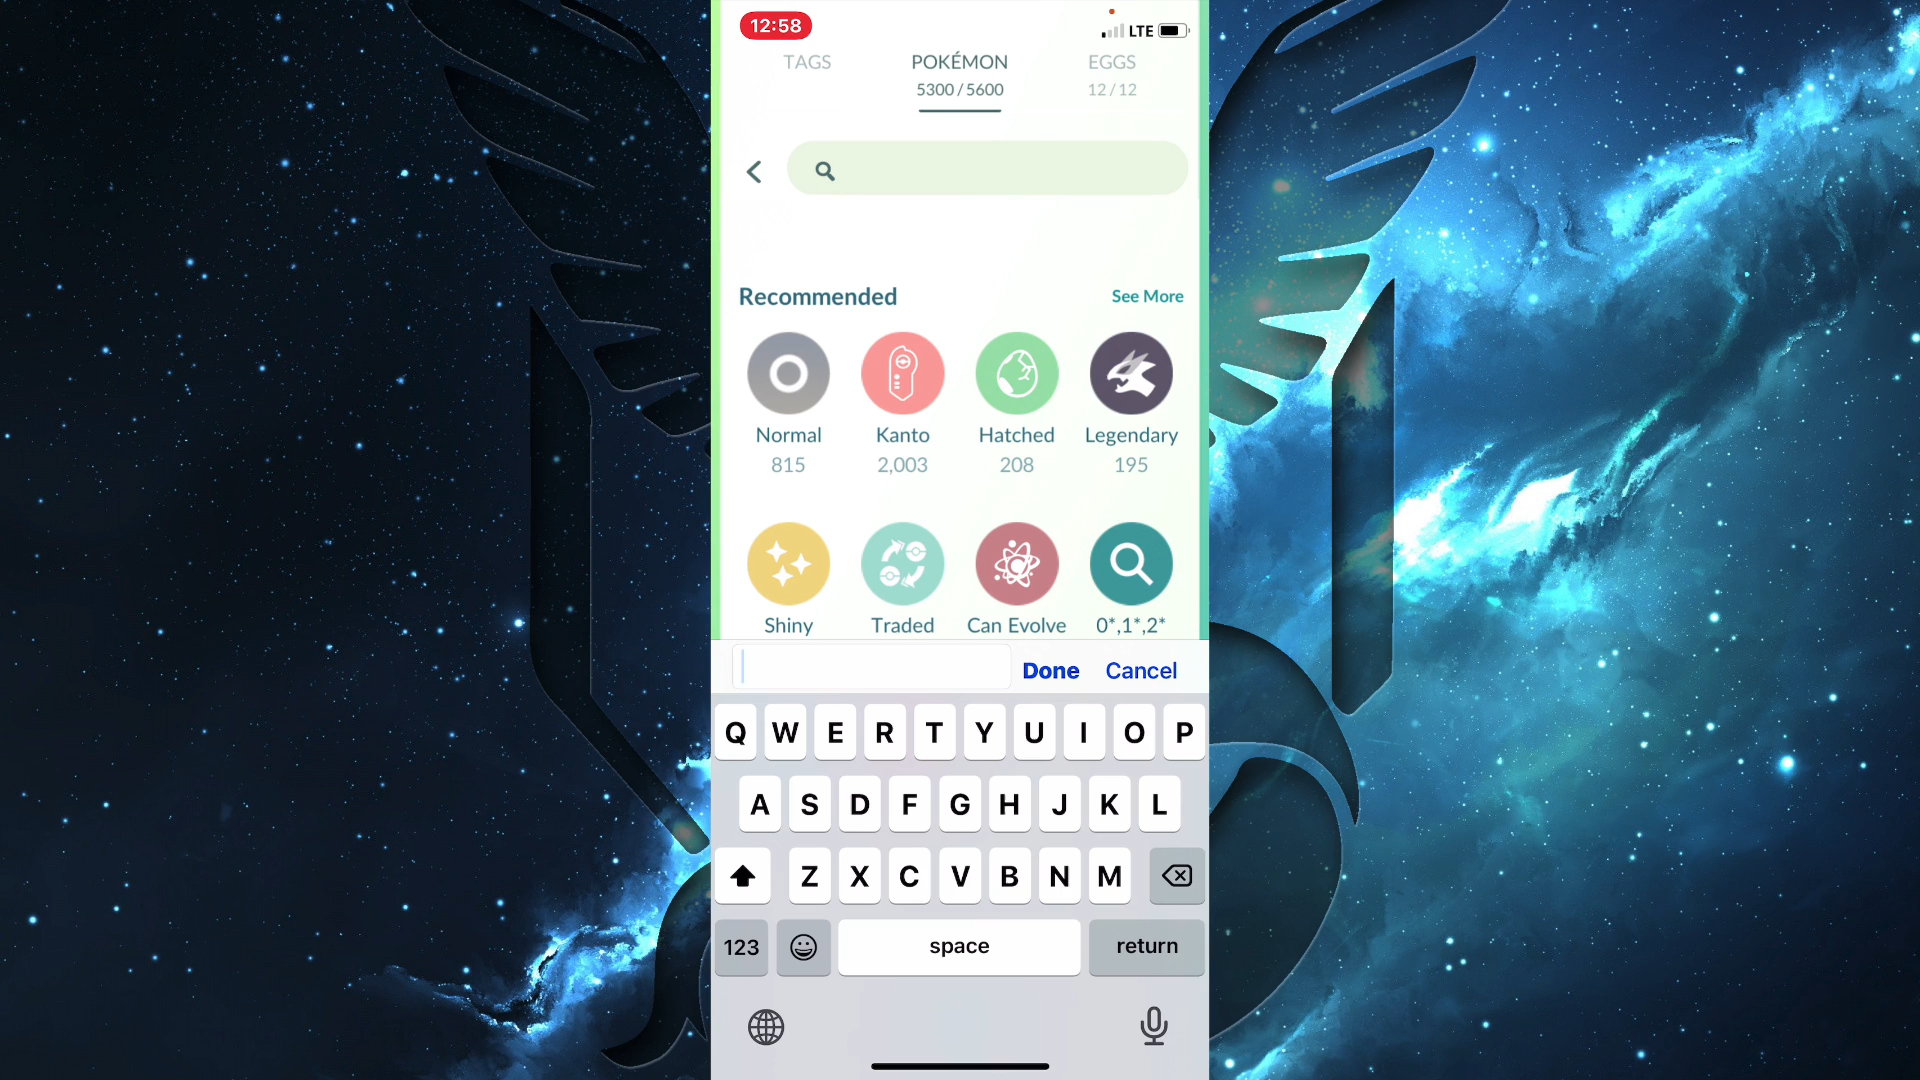 12:58
LTE
TAGS POKÉMON EGGS
5300 / 5600 12 / 12
Recommended See More
Normal Kanto Hatched Legendary
815 2,003 208 195
Shiny Traded Can Evolve 0*,1*,2*
Done Cancel
Q W E R T Y U I O P
A S D F G H J K L
Z X C V B N M
123 space return